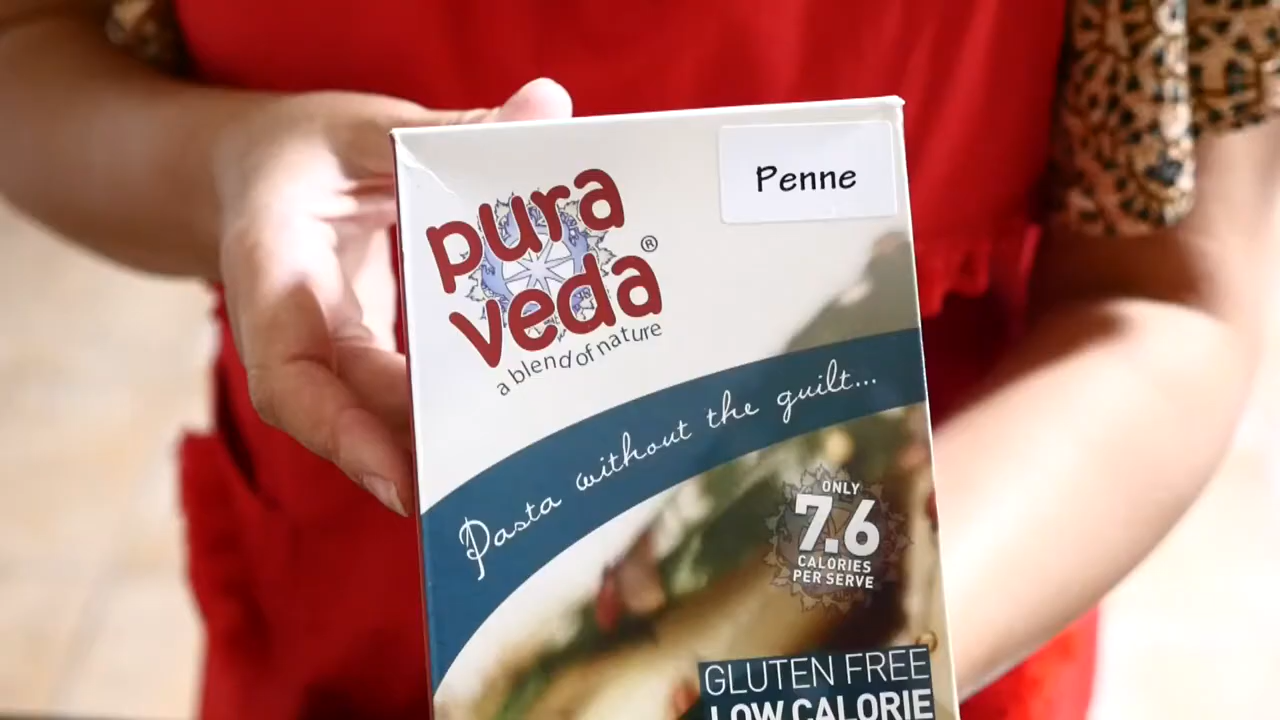 Penne
pura
veda®
a blend of nature
Pasta without the guilt...
ONLY
7.6
CALORIES
PER SERVE
GLUTEN FREE
LOW CALORIE